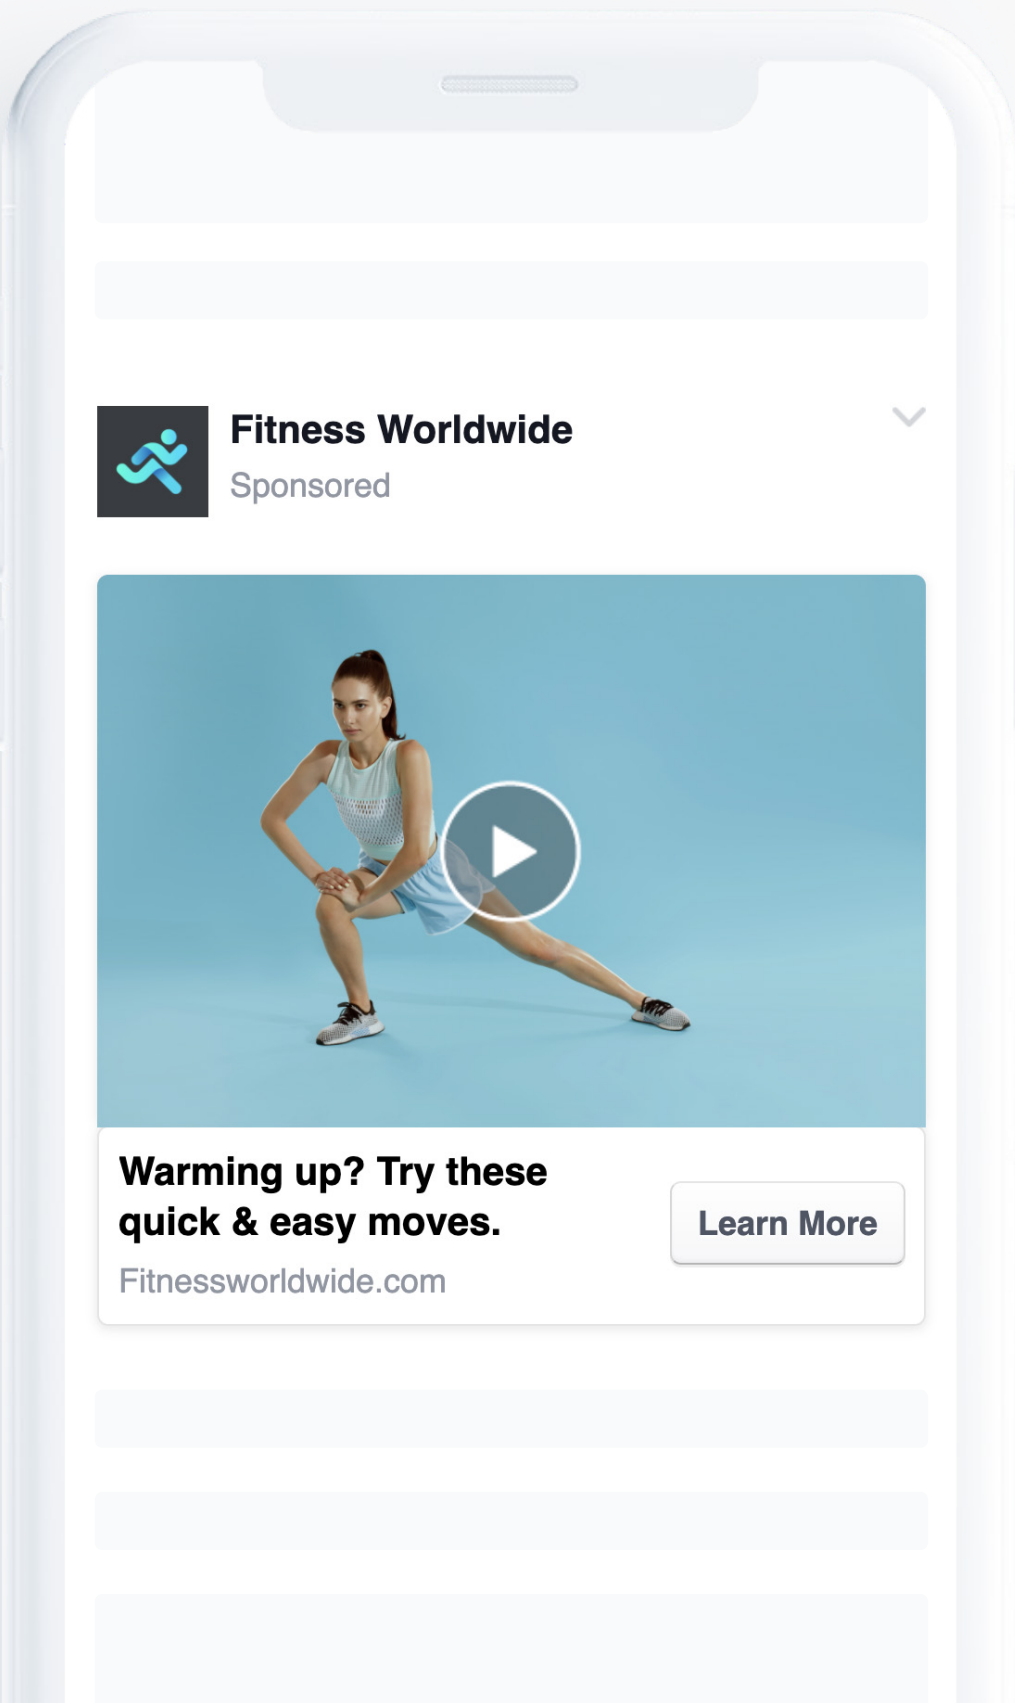 Fitness Worldwide
Sponsored
Warming up? Try these
quick & easy moves.
Fitnessworldwide.com
Learn More